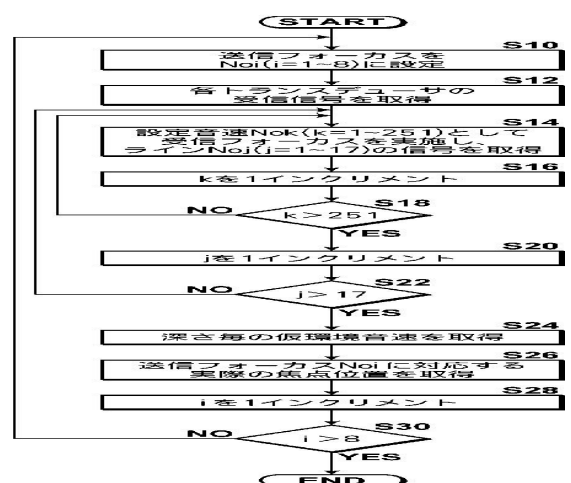 START
S10
送信フォーカスを
Noi(i=1~8)に設定
S12
各トランスデューサの
受信信号を取得
S14
設定音速Nok(k=1~251)として
受信フォーカスを実施し、
ラインNoj(j=1~17)の信号を取得
S16
kを1インクリメント
S18
NO
k>251
YES
S20
jを1インクリメント
S22
NO
j>17
YES
S24
深さ毎の仮環境音速を取得
S26
送信フォーカスNoiに対応する
実際の焦点位置を取得
S28
iを1インクリメント
S30
NO
i>8
YES
END